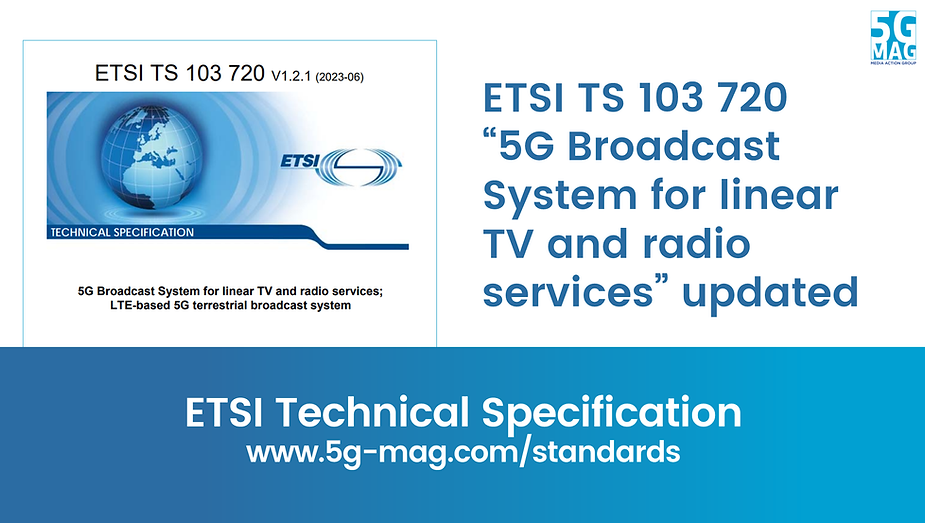 5G
MAG
MEDIA ACTION GROUP
ETSI TS 103 720 V1.2.1 (2023-06)
ETSI
TECHNICAL SPECIFICATION
5G Broadcast System for linear TV and radio services;
LTE-based 5G terrestrial broadcast system
ETSI TS 103 720
“5G Broadcast
System for linear
TV and radio
services” updated
ETSI Technical Specification
www.5g-mag.com/standards